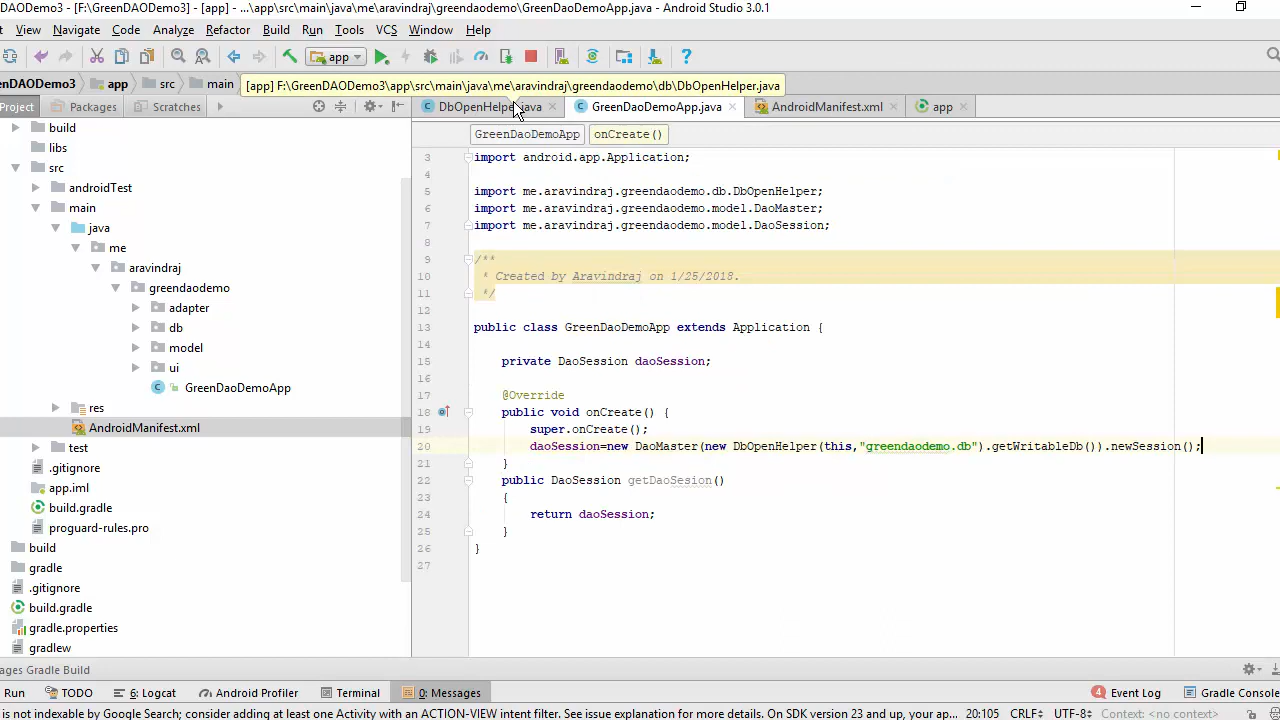 DAODemo3] - [F:\GreenDAODemo3] - [app] - ...\app\src\main\java\me\aravindraj\greendaodemo\GreenDaoDemoApp.java - Android Studio 3.0.1
View Navigate Code Analyze Refactor Build Run Tools VCS Window Help
app
enDAODemo3 app src main
[app] F:\GreenDAODemo3\app\src\main\java\me\aravindraj\greendaodemo\db\DbOpenHelper.java
Project Packages Scratches
DbOpenHelper.java GreenDaoDemoApp.java AndroidManifest.xml app
GreenDaoDemoApp onCreate()
build
libs
src
androidTest
main
java
me
aravindraj
greendaodemo
adapter
db
model
ui
GreenDaoDemoApp
res
AndroidManifest.xml
test
.gitignore
app.iml
build.gradle
proguard-rules.pro
build
gradle
.gitignore
build.gradle
gradle.properties
gradlew
3 import android.app.Application;
4
5 import me.aravindraj.greendaodemo.db.DbOpenHelper;
6 import me.aravindraj.greendaodemo.model.DaoMaster;
7 import me.aravindraj.greendaodemo.model.DaoSession;
8
9 /**
10 * Created by Aravindraj on 1/25/2018.
11 */
12
13 public class GreenDaoDemoApp extends Application {
14
15 private DaoSession daoSession;
16
17 @Override
18 public void onCreate() {
19 super.onCreate();
20 daoSession=new DaoMaster(new DbOpenHelper(this,"greendaodemo.db").getWritableDb()).newSession();
21 }
22 public DaoSession getDaoSesion()
23 {
24 return daoSession;
25 }
26 }
27
ages Gradle Build
Run TODO 6: Logcat Android Profiler Terminal 0: Messages 4 Event Log Gradle Console
is not indexable by Google Search; consider adding at least one Activity with an ACTION-VIEW intent filter. See issue explanation for more details. On SDK version 23 and up, your app... 20:105 CRLF UTF-8 Context: <no context>